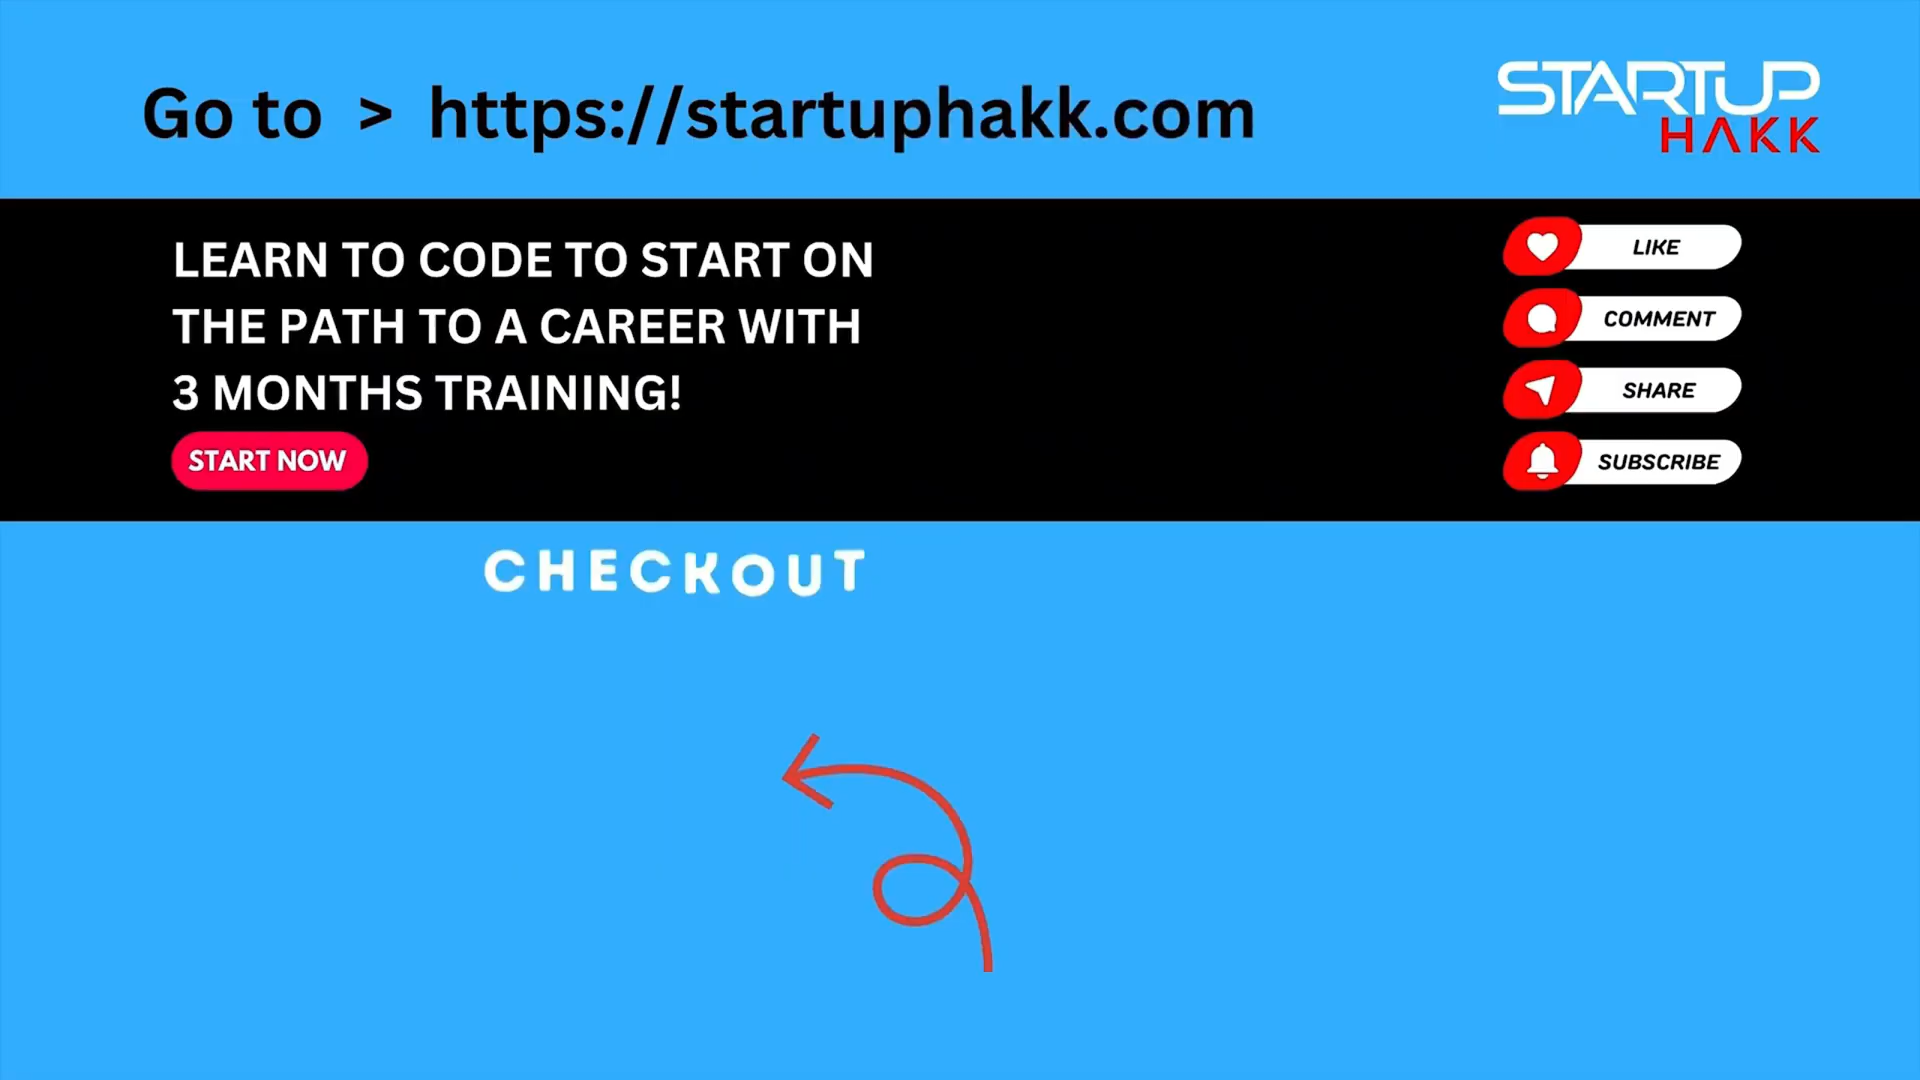 Go to > https://startuphakk.com
STARTUP
HAKK
LEARN TO CODE TO START ON
THE PATH TO A CAREER WITH
3 MONTHS TRAINING!
START NOW
LIKE
COMMENT
SHARE
SUBSCRIBE
CHECKOUT